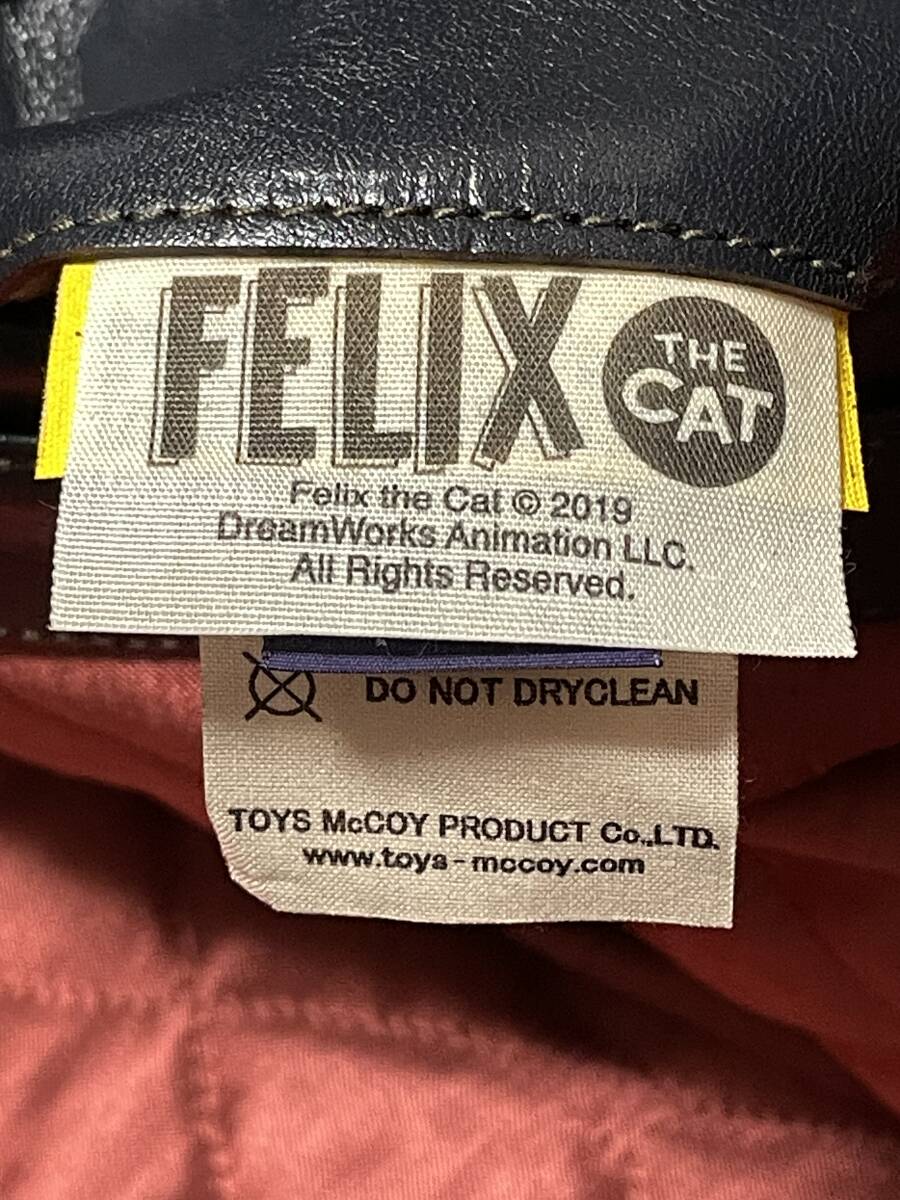 FELIX THE CAT
Felix the Cat © 2019
DreamWorks Animation LLC.
All Rights Reserved.
DO NOT DRYCLEAN
TOYS McCOY PRODUCT Co.,LTD.
www.toys-mccoy.com